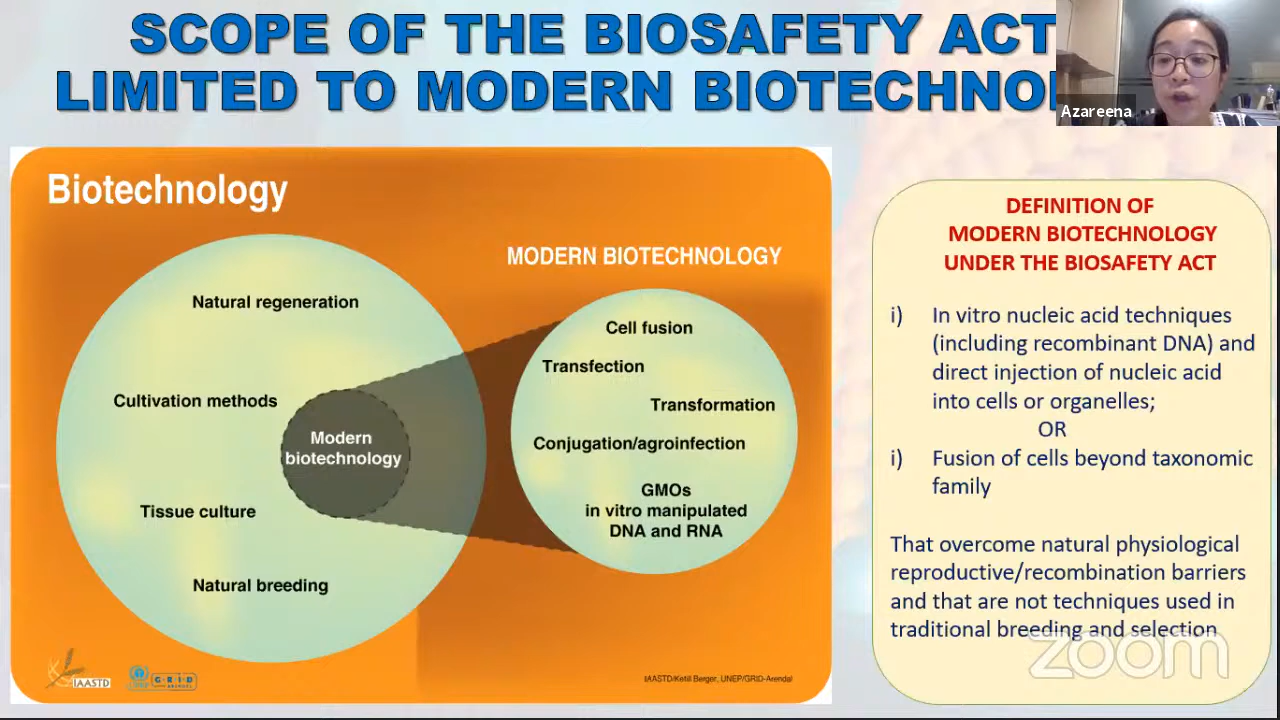 SCOPE OF THE BIOSAFETY ACT
LIMITED TO MODERN BIOTECHNO
Azareena
Biotechnology
MODERN BIOTECHNOLOGY
Natural regeneration
Cultivation methods
Modern
biotechnology
Tissue culture
Natural breeding
Cell fusion
Transfection
Transformation
Conjugation/agroinfection
GMOs
in vitro manipulated
DNA and RNA
IAASTD
UNEP
GRID
IAASTD/Ketill Berger, UNEP/GRID-Arendal
DEFINITION OF
MODERN BIOTECHNOLOGY
UNDER THE BIOSAFETY ACT
i) In vitro nucleic acid techniques
(including recombinant DNA) and
direct injection of nucleic acid
into cells or organelles;
OR
i) Fusion of cells beyond taxonomic
family
That overcome natural physiological
reproductive/recombination barriers
and that are not techniques used in
traditional breeding and selection
zoom